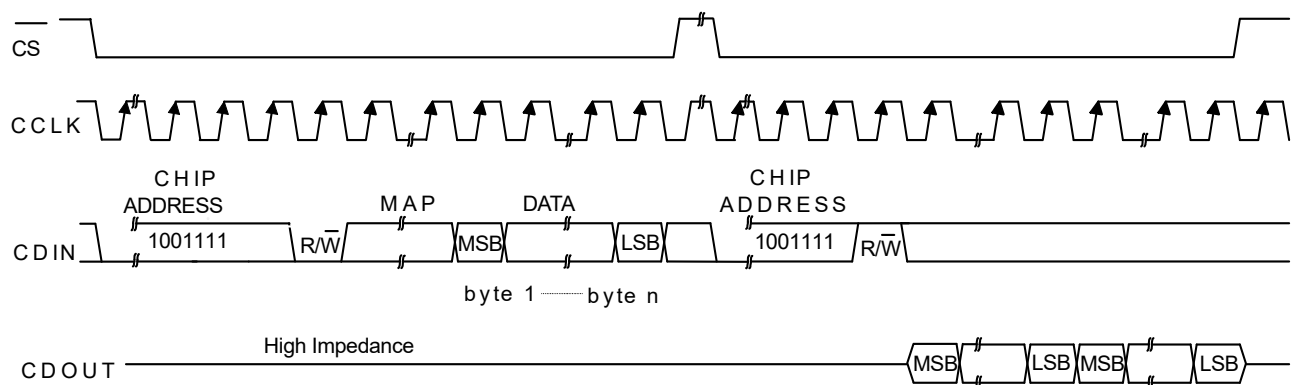 CS
CCLK
CHIP
ADDRESS
MAP
DATA
CHIP
ADDRESS
CDIN
1001111
R/W
MSB
LSB
1001111
R/W
byte 1
byte n
High Impedance
CDOUT
MSB
LSB
MSB
LSB